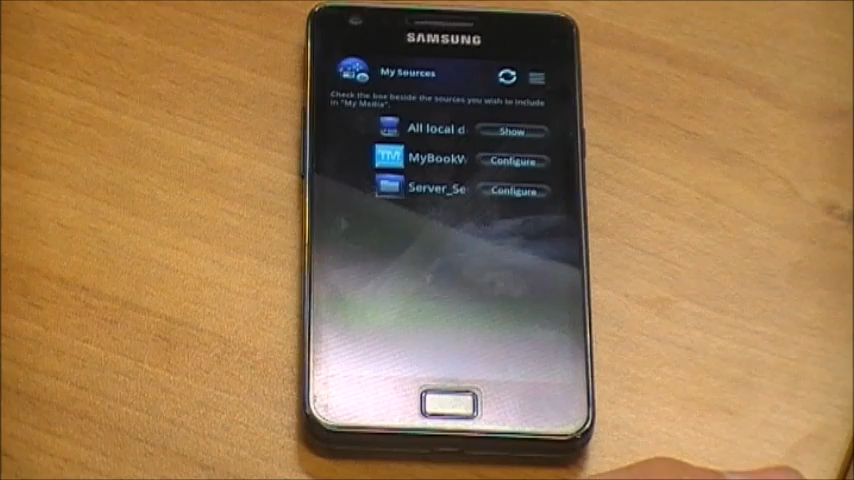 SAMSUNG
My Sources
Check the box beside the sources you wish to include
in "My Media".
All local d
Show
MyBookW
Configure
Server_Se
Configure